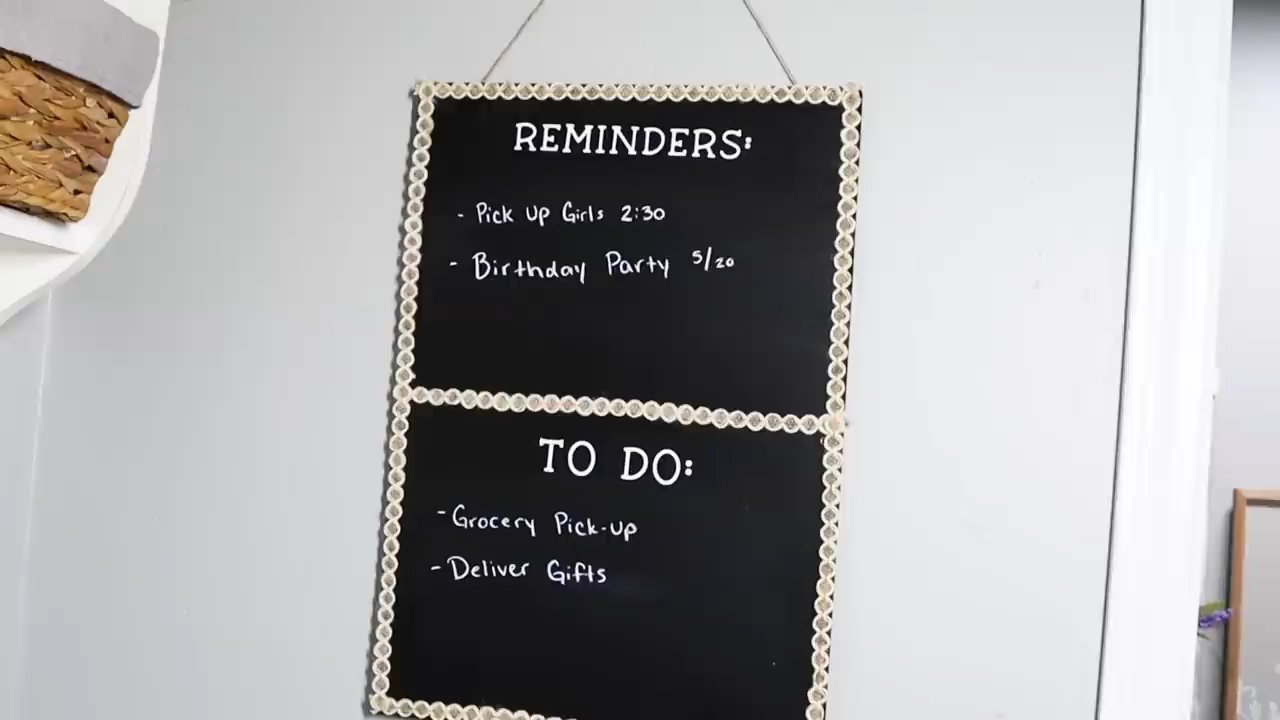 REMINDERS:
- Pick Up Girls 2:30
- Birthday Party 5/20
TO DO:
- Grocery Pick-up
- Deliver Gifts